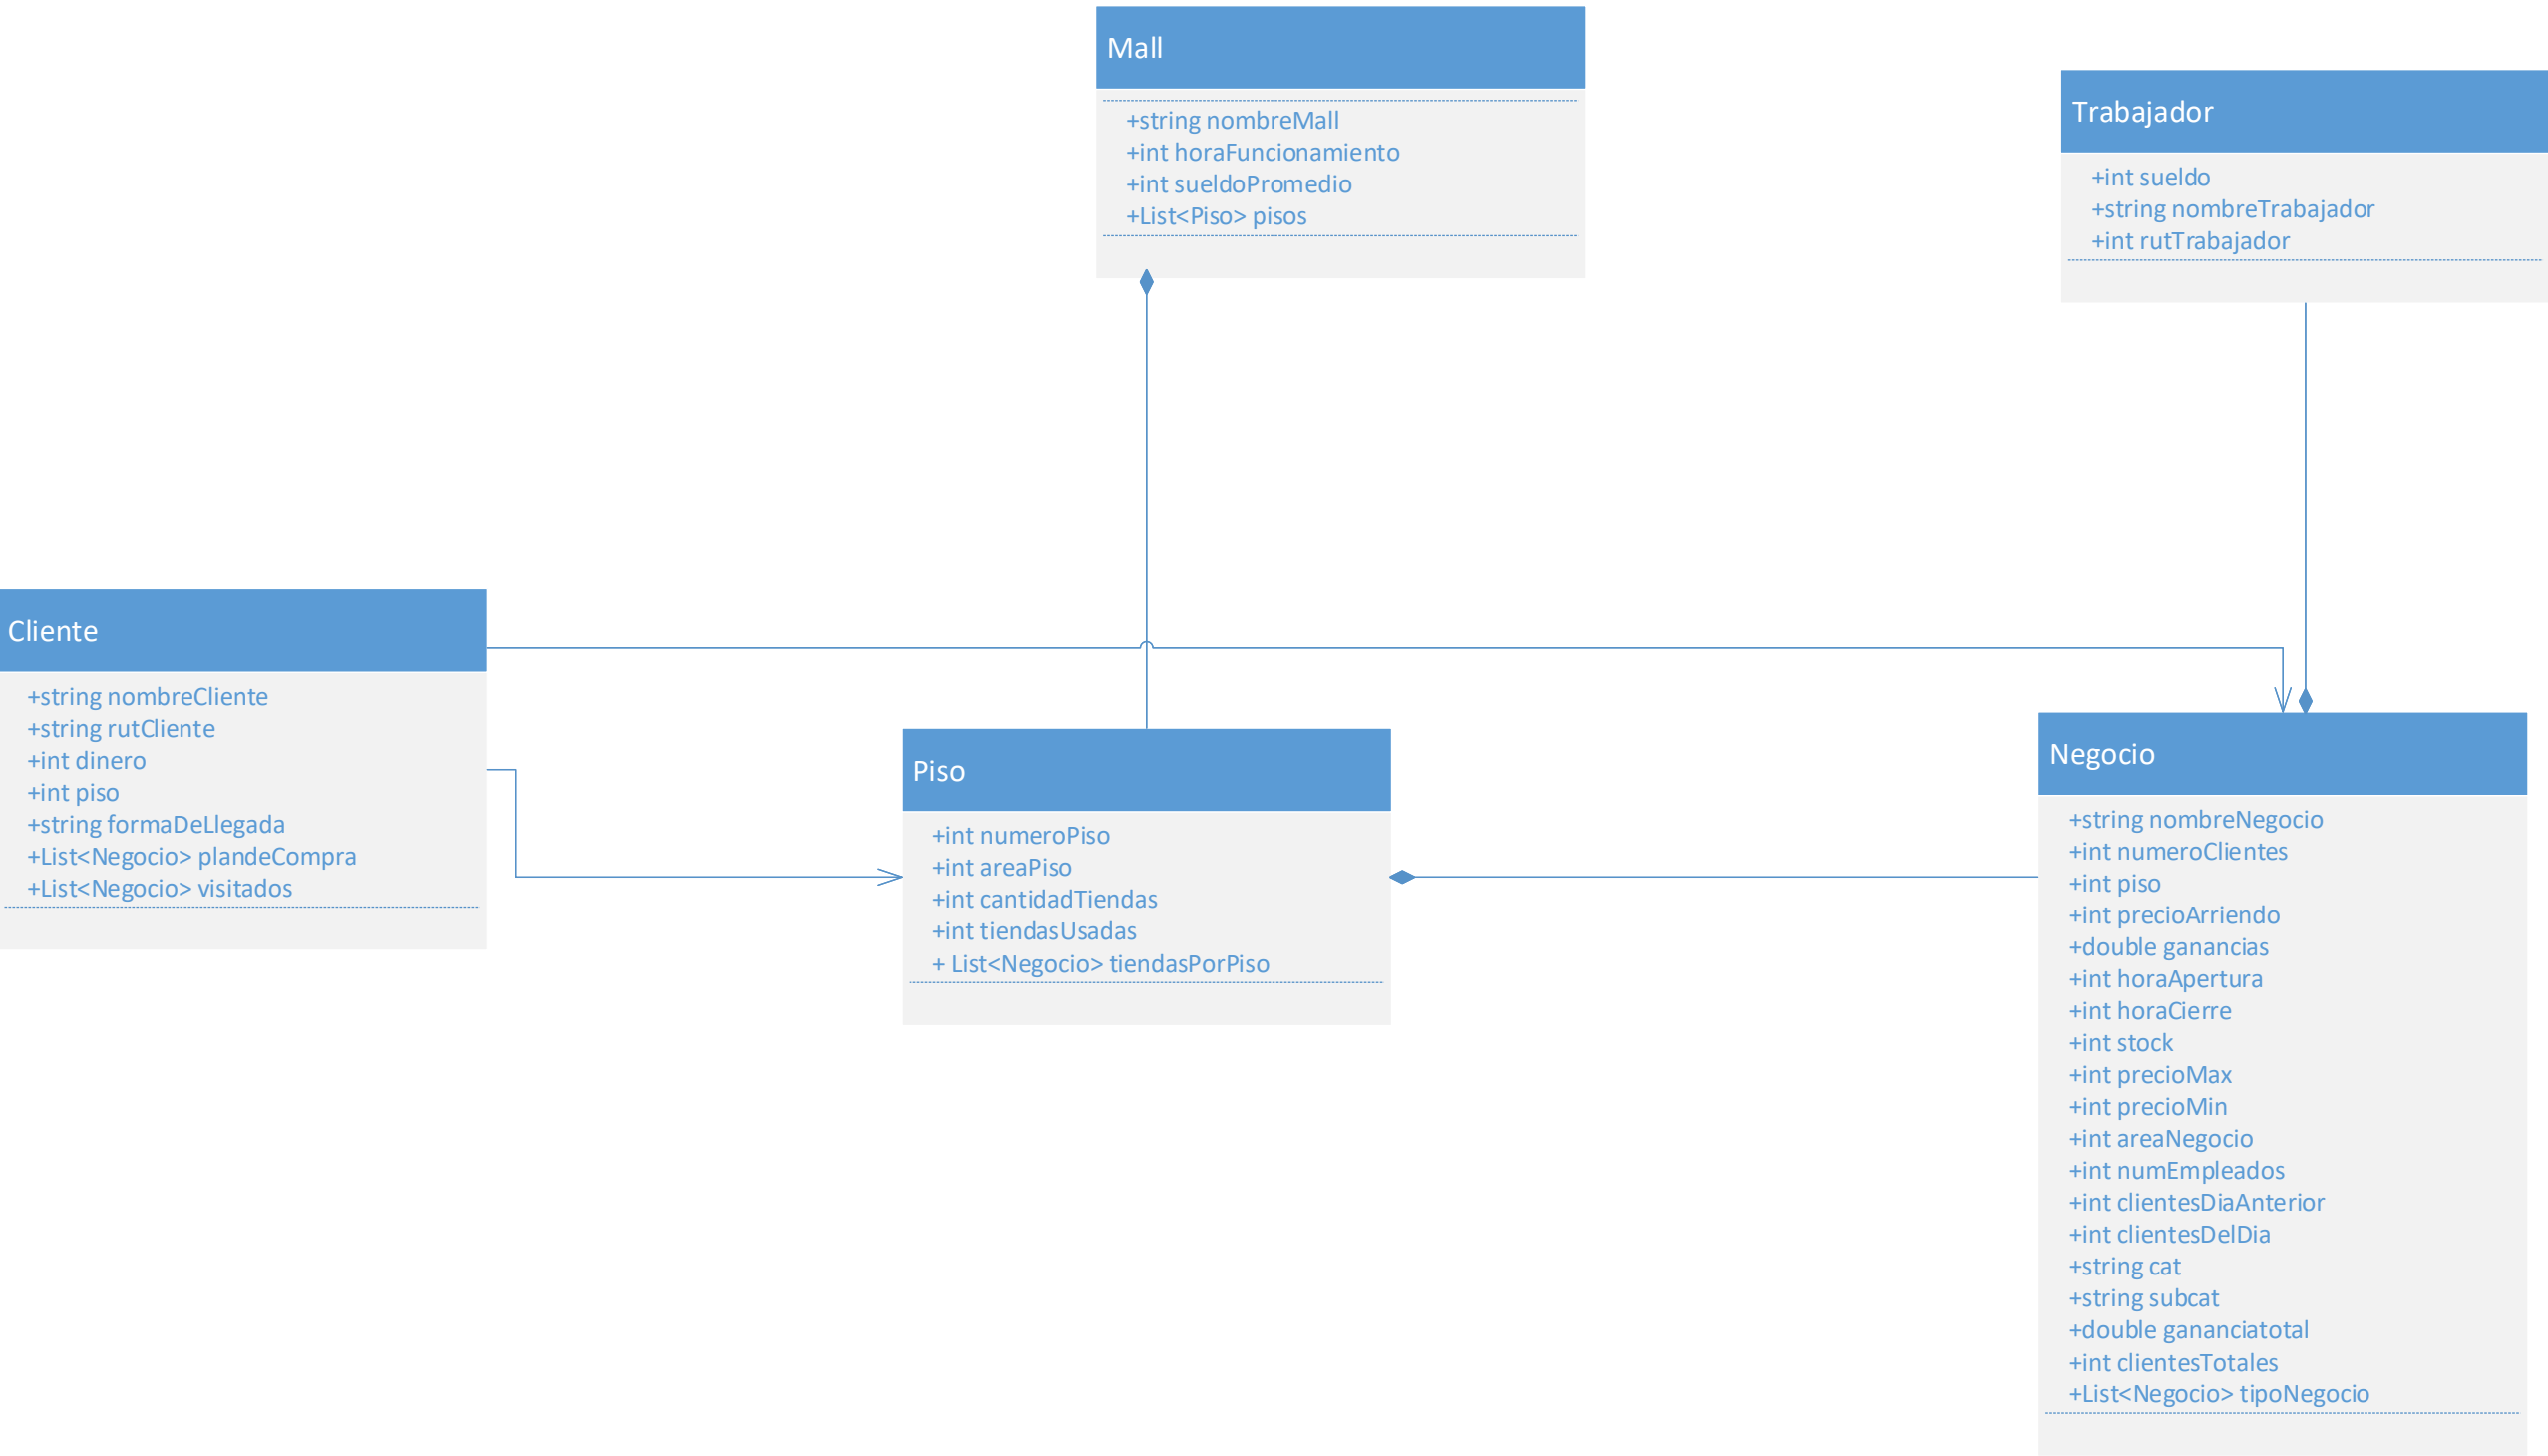 Mall
+string nombreMall
+int horaFuncionamiento
+int sueldoPromedio
+List<Piso> pisos
Trabajador
+int sueldo
+string nombreTrabajador
+int rutTrabajador
Cliente
+string nombreCliente
+string rutCliente
+int dinero
+int piso
+string formaDeLlegada
+List<Negocio> plandeCompra
+List<Negocio> visitados
Piso
+int numeroPiso
+int areaPiso
+int cantidadTiendas
+int tiendasUsadas
+ List<Negocio> tiendasPorPiso
Negocio
+string nombreNegocio
+int numeroClientes
+int piso
+int precioArriendo
+double ganancias
+int horaApertura
+int horaCierre
+int stock
+int precioMax
+int precioMin
+int areaNegocio
+int numEmpleados
+int clientesDiaAnterior
+int clientesDelDia
+string cat
+string subcat
+double gananciatotal
+int clientesTotales
+List<Negocio> tipoNegocio